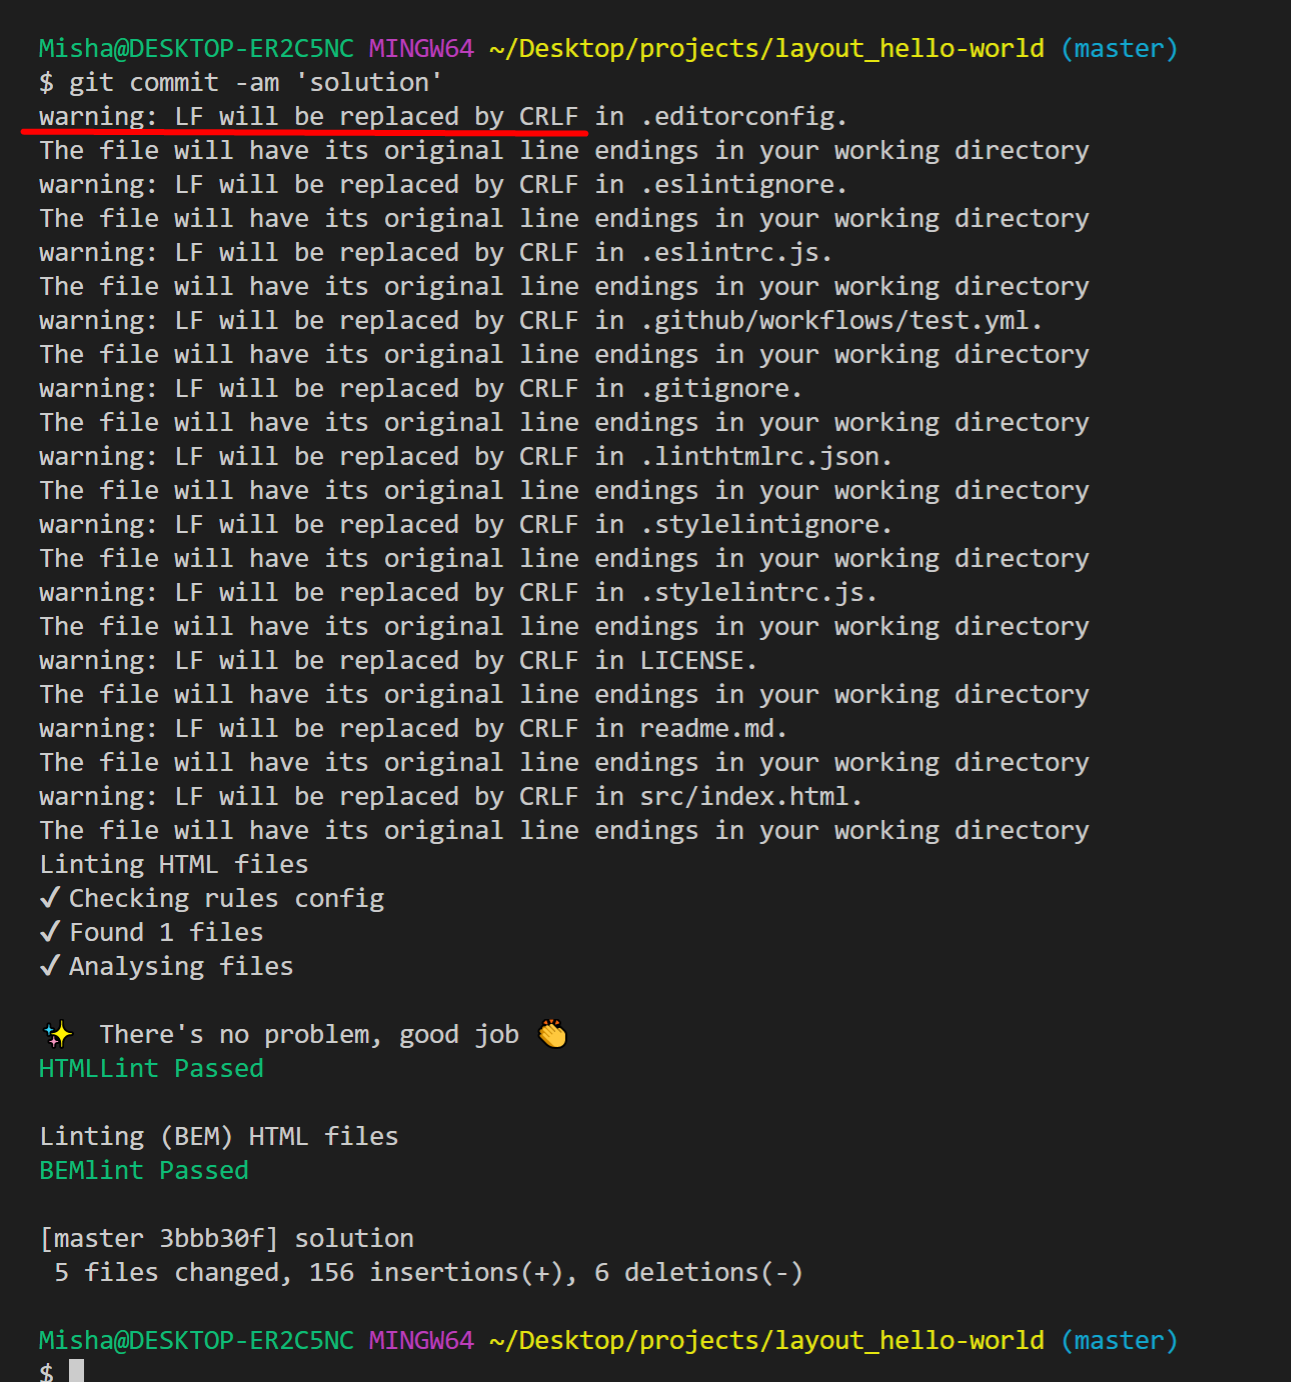 Misha@DESKTOP-ER2C5NC MINGW64 ~/Desktop/projects/layout_hello-world (master)
$ git commit -am 'solution'
warning: LF will be replaced by CRLF in .editorconfig.
The file will have its original line endings in your working directory
warning: LF will be replaced by CRLF in .eslintignore.
The file will have its original line endings in your working directory
warning: LF will be replaced by CRLF in .eslintrc.js.
The file will have its original line endings in your working directory
warning: LF will be replaced by CRLF in .github/workflows/test.yml.
The file will have its original line endings in your working directory
warning: LF will be replaced by CRLF in .gitignore.
The file will have its original line endings in your working directory
warning: LF will be replaced by CRLF in .linthtmlrc.json.
The file will have its original line endings in your working directory
warning: LF will be replaced by CRLF in .stylelintignore.
The file will have its original line endings in your working directory
warning: LF will be replaced by CRLF in .stylelintrc.js.
The file will have its original line endings in your working directory
warning: LF will be replaced by CRLF in LICENSE.
The file will have its original line endings in your working directory
warning: LF will be replaced by CRLF in readme.md.
The file will have its original line endings in your working directory
warning: LF will be replaced by CRLF in src/index.html.
The file will have its original line endings in your working directory
Linting HTML files
✓ Checking rules config
✓ Found 1 files
✓ Analysing files
✨ There's no problem, good job 👏
HTMLLint Passed
Linting (BEM) HTML files
BEMlint Passed
[master 3bbb30f] solution
5 files changed, 156 insertions(+), 6 deletions(-)
Misha@DESKTOP-ER2C5NC MINGW64 ~/Desktop/projects/layout_hello-world (master)
$